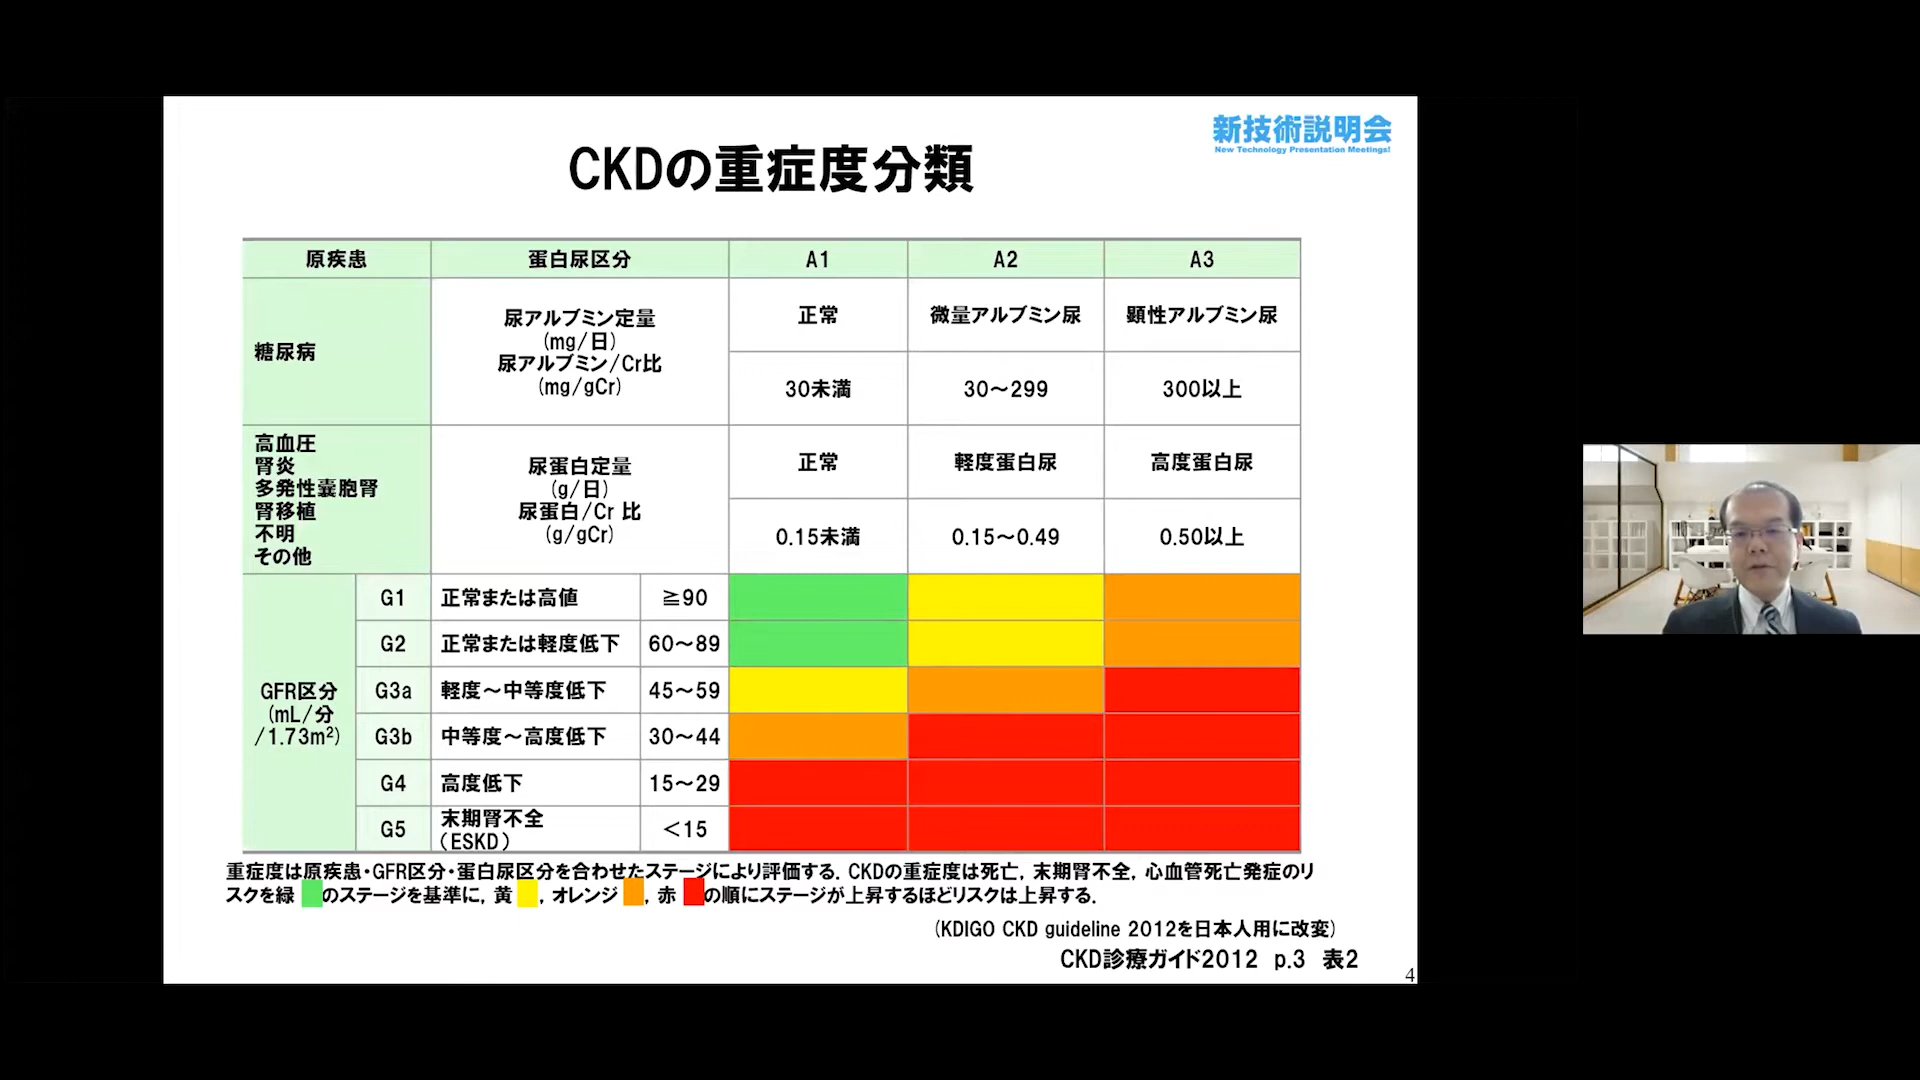 新技術説明会
New Technology Presentation Meetings!
CKDの重症度分類
原疾患 蛋白尿区分 A1 A2 A3
糖尿病
尿アルブミン定量
(mg/日)
尿アルブミン/Cr比
(mg/gCr)
正常 微量アルブミン尿 顕性アルブミン尿
30未満 30～299 300以上
高血圧
腎炎
多発性嚢胞腎
腎移植
不明
その他
尿蛋白定量
(g/日)
尿蛋白/Cr 比
(g/gCr)
正常 軽度蛋白尿 高度蛋白尿
0.15未満 0.15～0.49 0.50以上
GFR区分
(mL/分
/1.73m²)
G1 正常または高値 ≧90
G2 正常または軽度低下 60～89
G3a 軽度～中等度低下 45～59
G3b 中等度～高度低下 30～44
G4 高度低下 15～29
G5 末期腎不全
（ESKD） ＜15
重症度は原疾患・GFR区分・蛋白尿区分を合わせたステージにより評価する．CKDの重症度は死亡，末期腎不全，心血管死亡発症のリ
スクを緑 のステージを基準に，黄 ，オレンジ ，赤 の順にステージが上昇するほどリスクは上昇する．
(KDIGO CKD guideline 2012を日本人用に改変)
CKD診療ガイド2012 p.3 表2
4